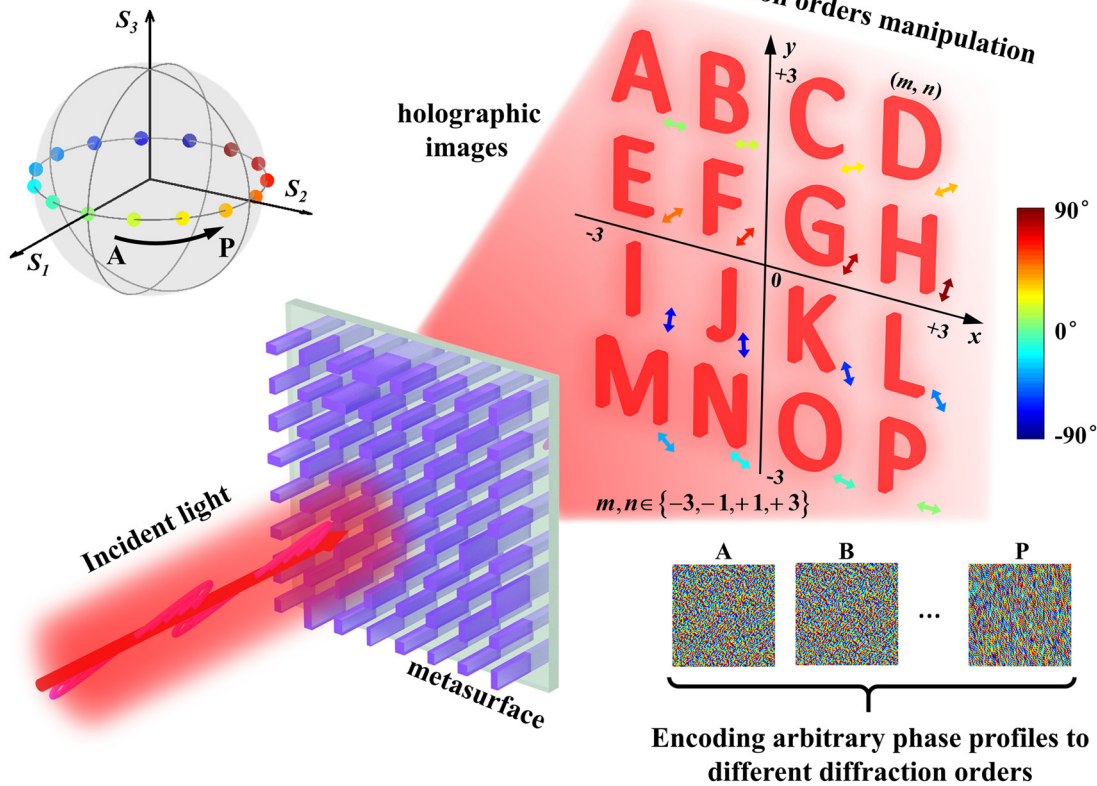 orders manipulation
S3
S2
S1
A
P
holographic
images
y
+3
(m, n)
A
B
C
D
E
F
G
H
-3
0
+3
x
I
J
K
L
M
N
O
P
-3
m, n∈{−3,−1,+1,+3}
90°
0°
-90°
Incident light
metasurface
A
B
...
P
Encoding arbitrary phase profiles to
different diffraction orders